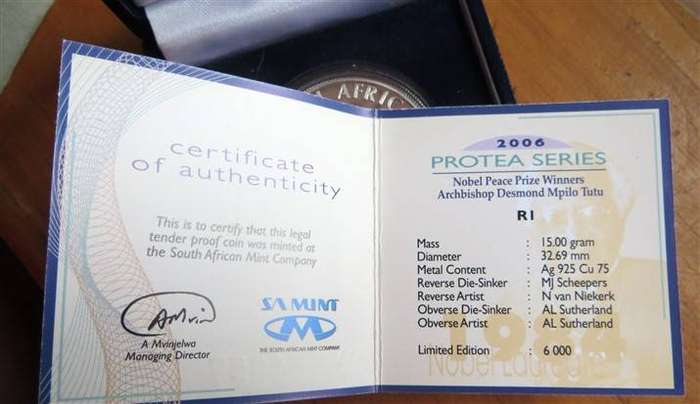 AFRIC
certificate
of authenticity
This is to certify that this legal
tender proof coin was minted at
the South African Mint Company
A Mvinjelwa
Managing Director
SA MINT
THE SOUTH AFRICAN MINT COMPANY
2006
PROTEA SERIES
Nobel Peace Prize Winners
Archbishop Desmond Mpilo Tutu
R1
Mass : 15.00 gram
Diameter : 32.69 mm
Metal Content : Ag 925 Cu 75
Reverse Die-Sinker : MJ Scheepers
Reverse Artist : N van Niekerk
Obverse Die-Sinker : AL Sutherland
Obverse Artist : AL Sutherland
Limited Edition : 6 000
Nobel